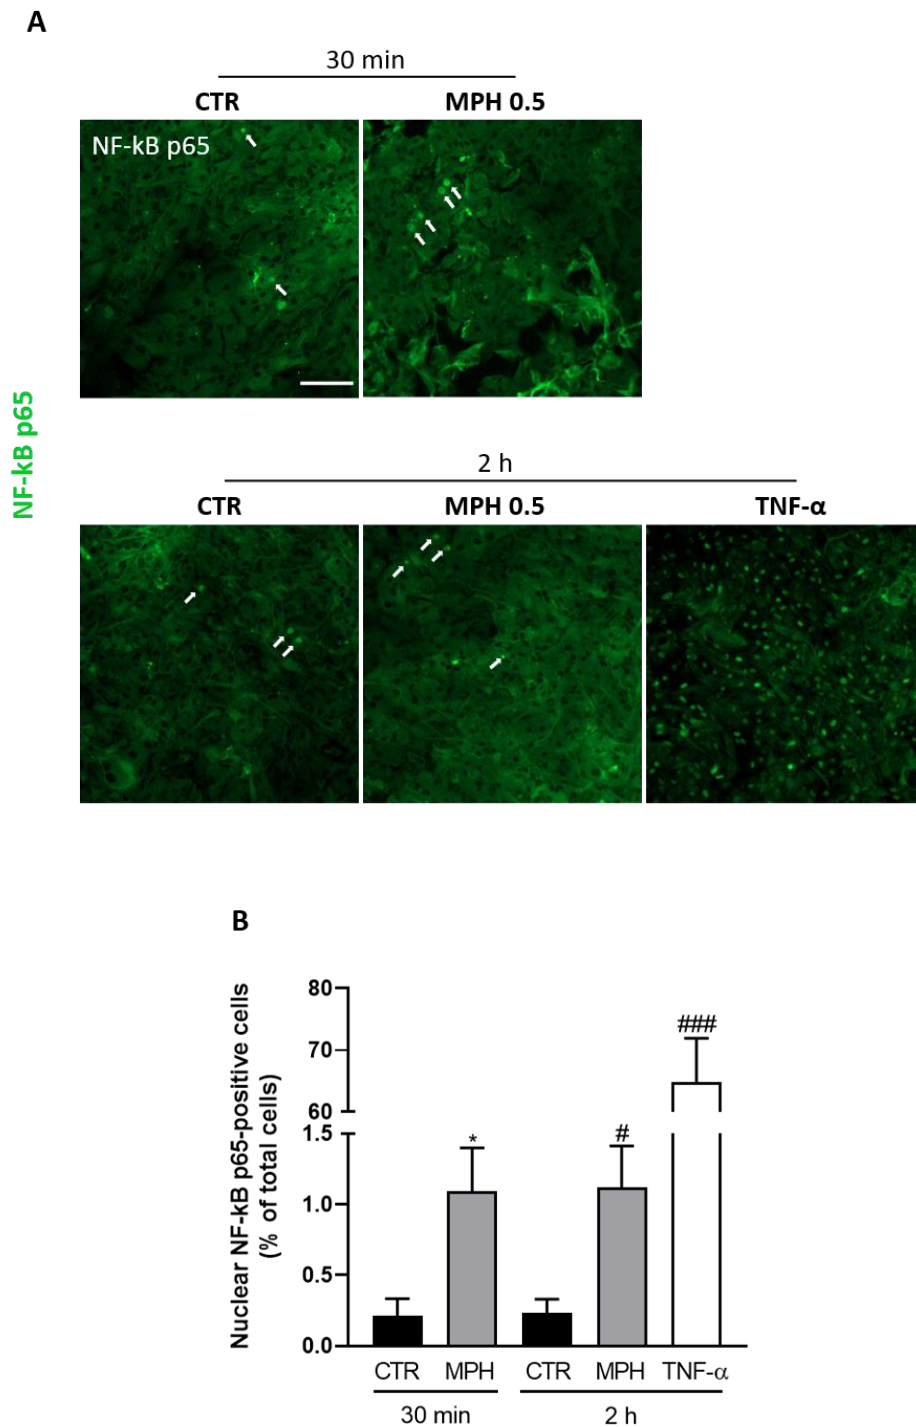 A
30 min
CTR MPH 0.5
NF-kB p65
NF-kB p65
2 h
CTR MPH 0.5 TNF-α
B
Nuclear NF-kB p65-positive cells
(% of total cells)
80
70
60
1.5
1.0
0.5
0.0
*
#
###
CTR MPH CTR MPH TNF-α
30 min 2 h